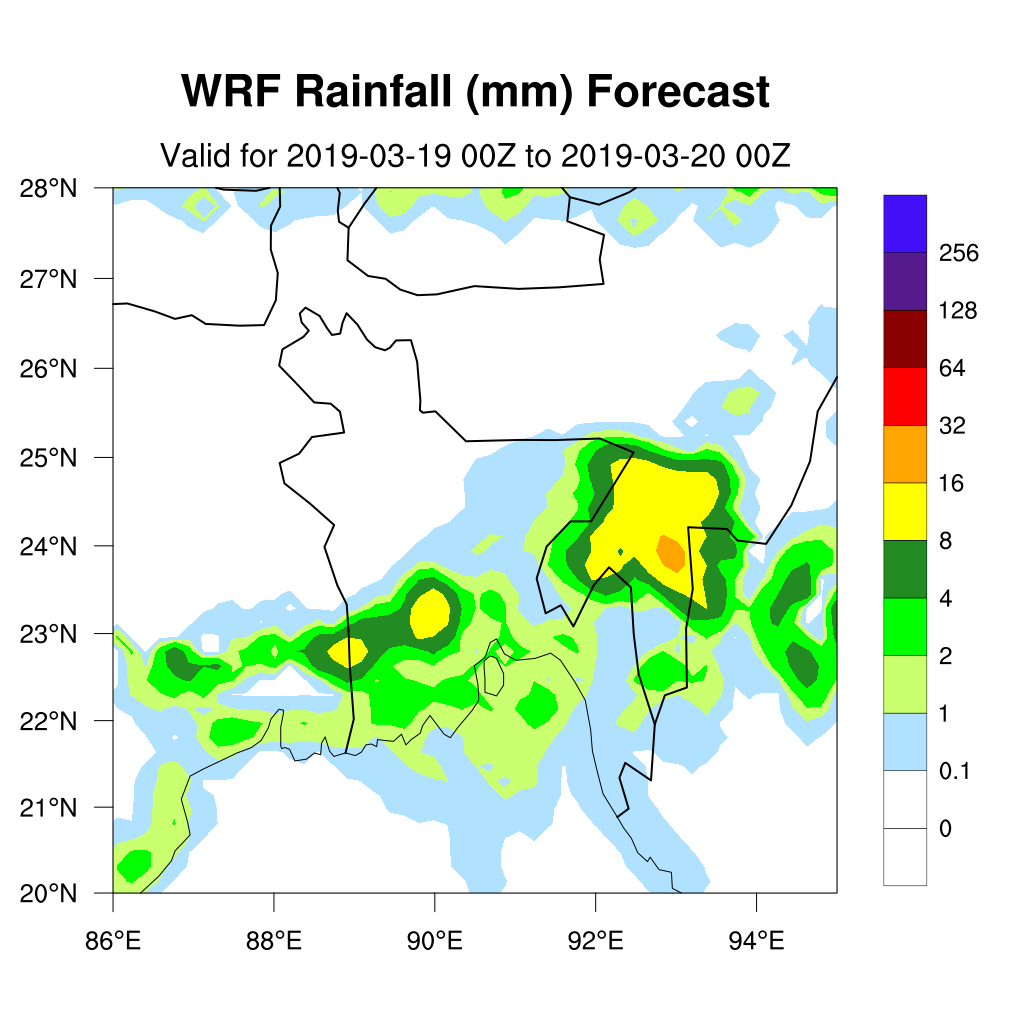 WRF Rainfall (mm) Forecast
Valid for 2019-03-19 00Z to 2019-03-20 00Z
28°N
27°N
26°N
25°N
24°N
23°N
22°N
21°N
20°N
86°E 88°E 90°E 92°E 94°E
256
128
64
32
16
8
4
2
1
0.1
0